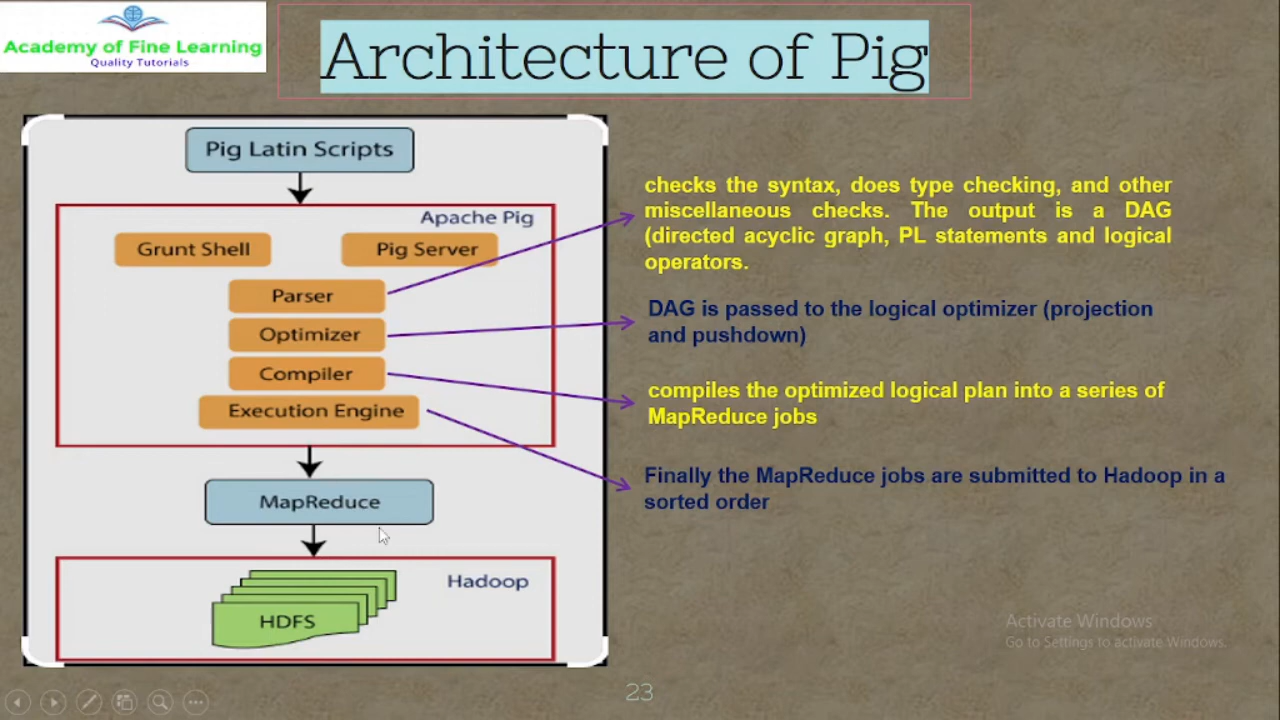 Academy of Fine Learning
Quality Tutorials
Architecture of Pig
Pig Latin Scripts
Apache Pig
Grunt Shell
Pig Server
Parser
Optimizer
Compiler
Execution Engine
MapReduce
Hadoop
HDFS
checks the syntax, does type checking, and other
miscellaneous checks. The output is a DAG
(directed acyclic graph, PL statements and logical
operators.
DAG is passed to the logical optimizer (projection
and pushdown)
compiles the optimized logical plan into a series of
MapReduce jobs
Finally the MapReduce jobs are submitted to Hadoop in a
sorted order
Activate Windows
Go to Settings to activate Windows.
23